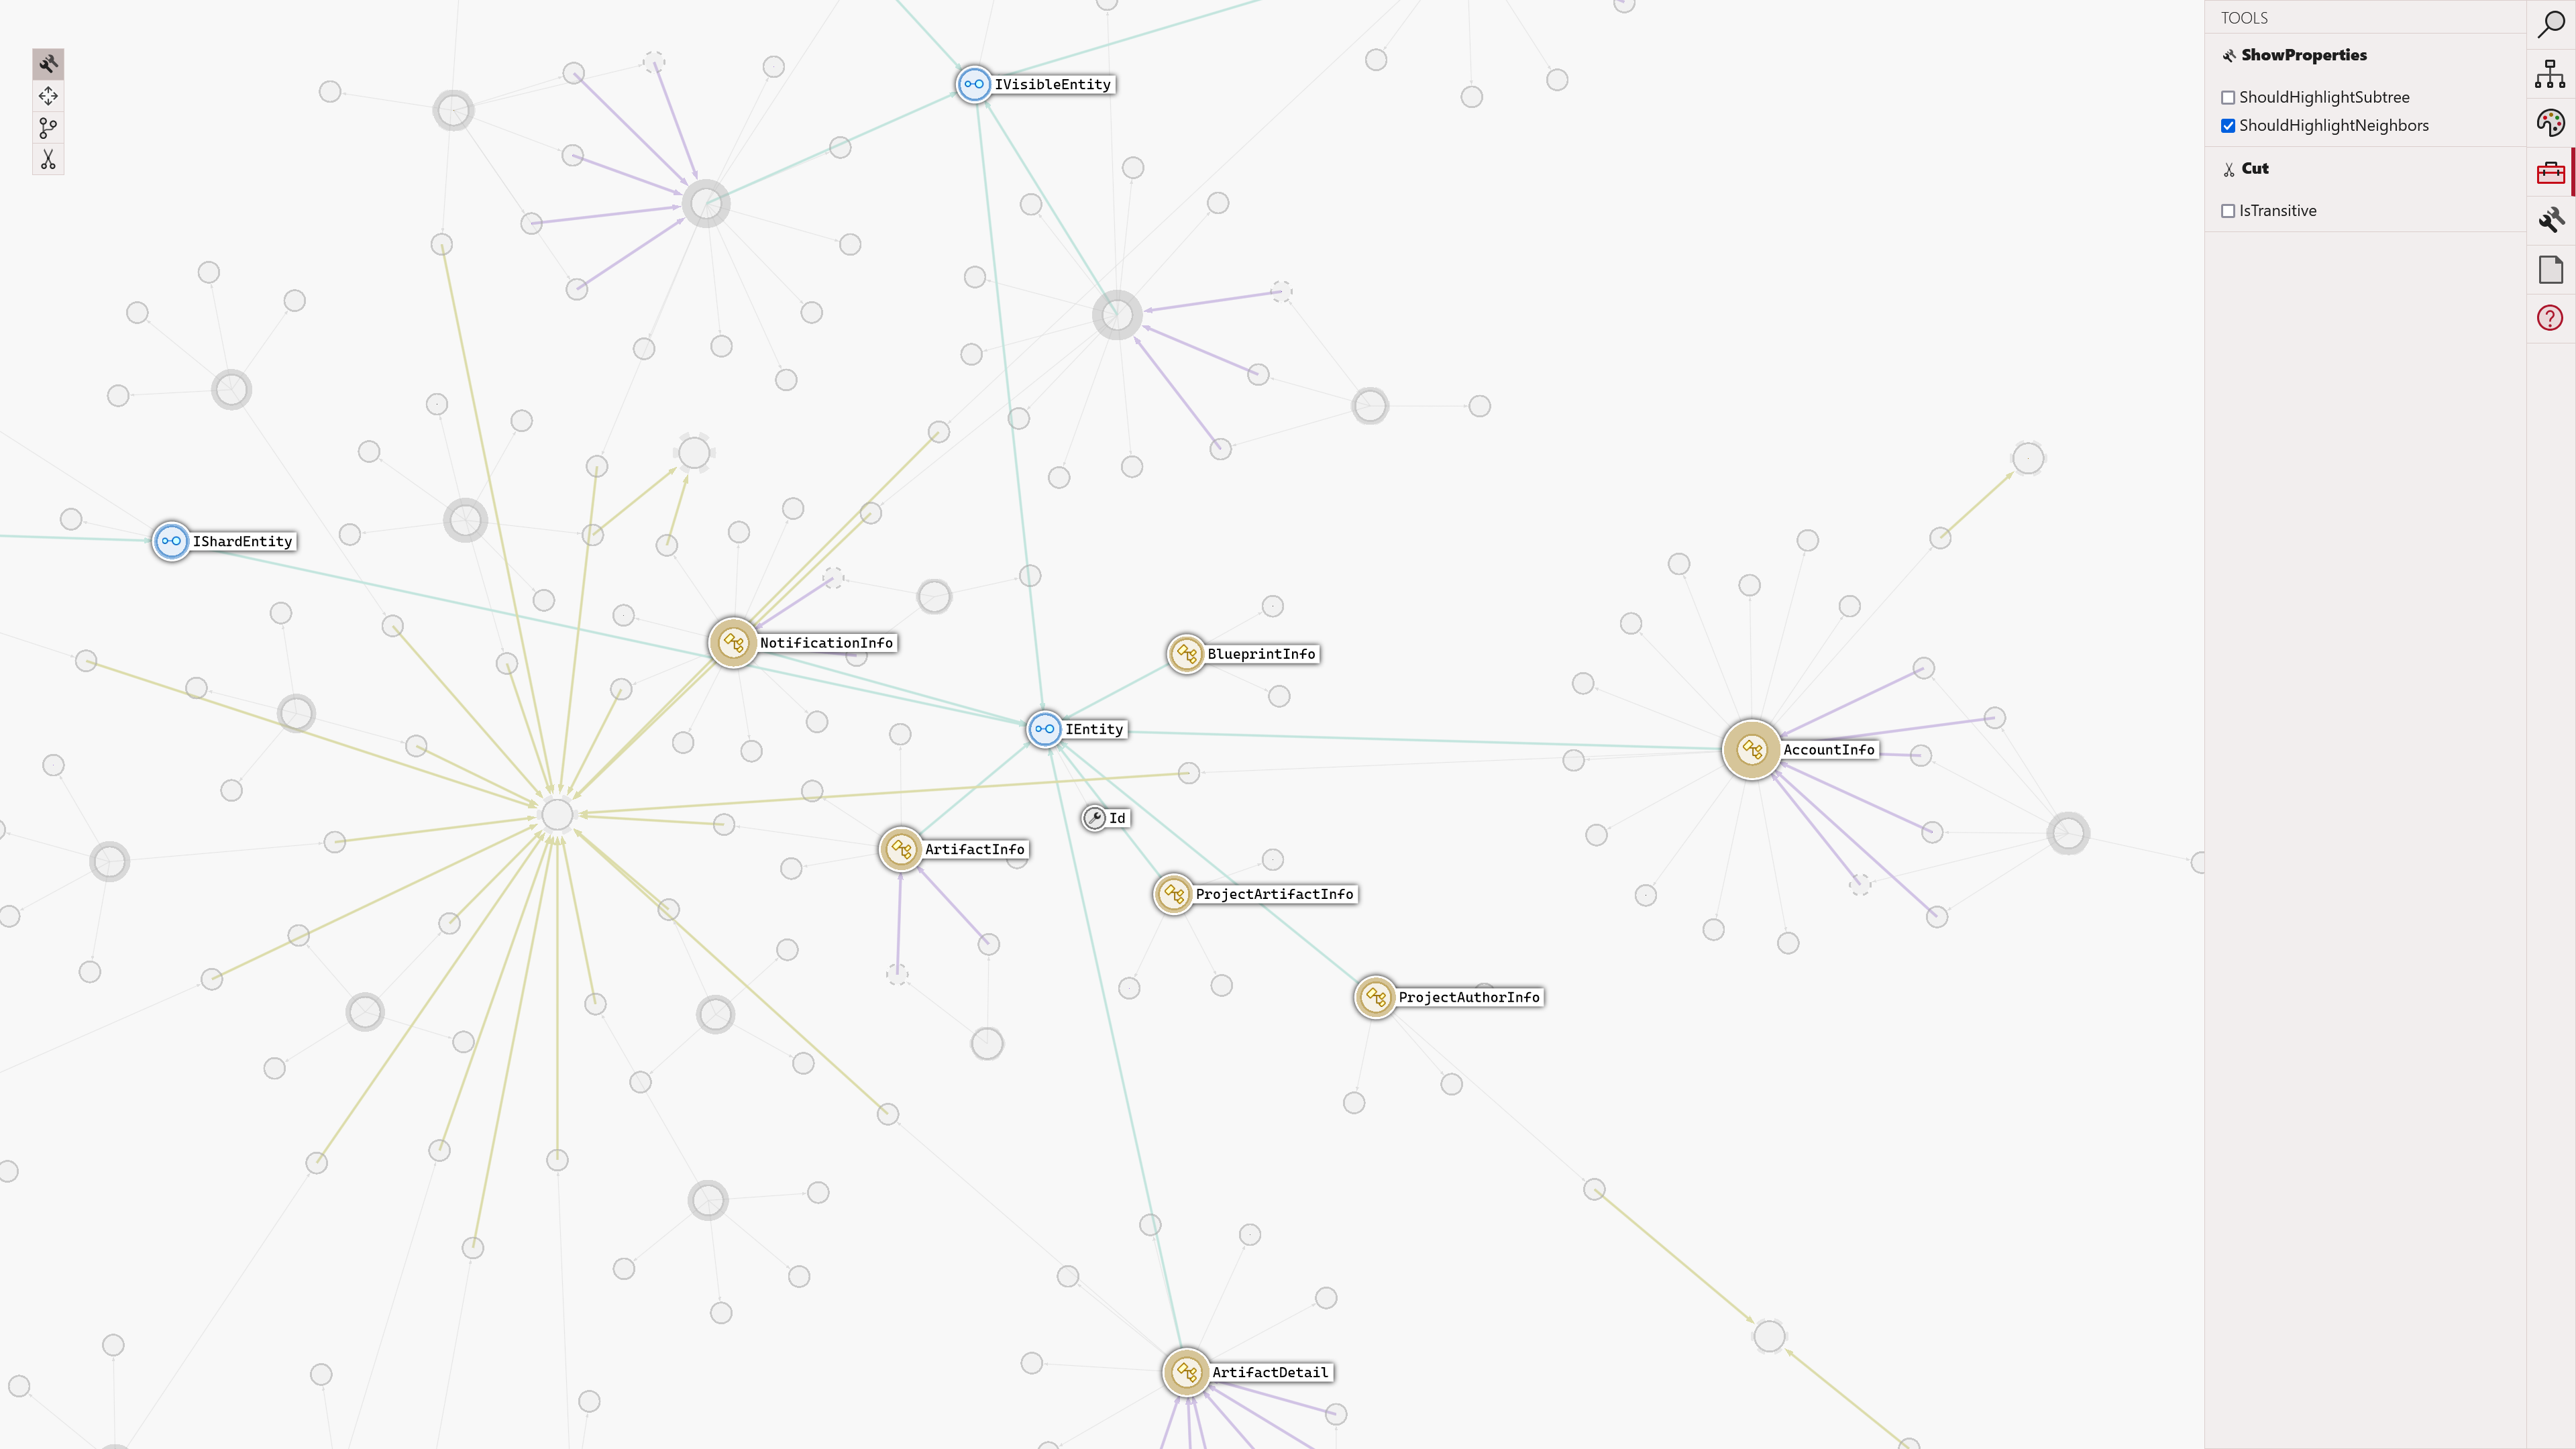 TOOLS
ShowProperties
ShouldHighlightSubtree
ShouldHighlightNeighbors
Cut
IsTransitive
IVisibleEntity
IShardEntity
NotificationInfo
BlueprintInfo
IEntity
AccountInfo
Id
ArtifactInfo
ProjectArtifactInfo
ProjectAuthorInfo
ArtifactDetail